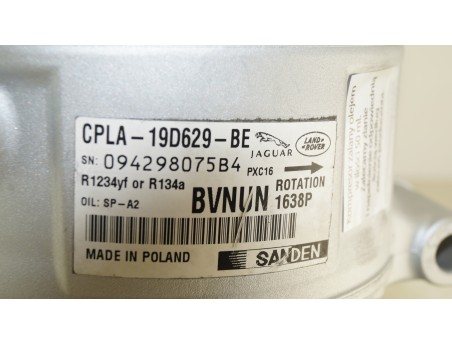 CPLA-19D629-BE
JAGUAR
LAND ROVER
SN: 094298075B4
PXC16
R1234yf or R134a
ROTATION
OIL: SP-A2
BVNUN
1638P
MADE IN POLAND
SANDEN